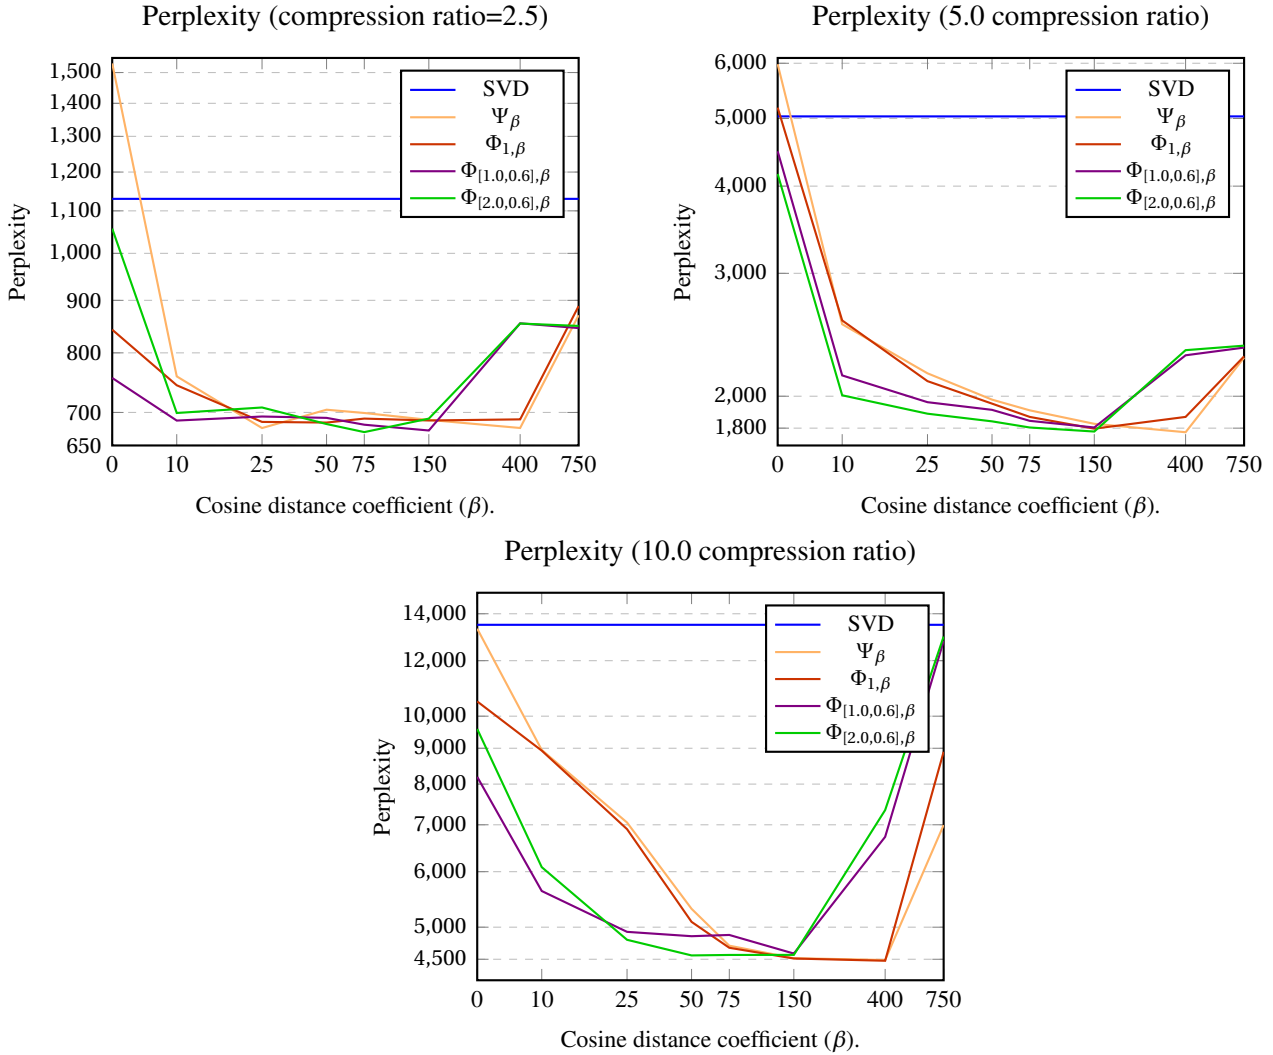 Perplexity (compression ratio=2.5)
1,500
1,400
1,300
1,200
1,100
1,000
900
800
700
650
Perplexity
SVD
Ψβ
Φ1,β
Φ[1.0,0.6],β
Φ[2.0,0.6],β
0 10 25 50 75 150 400 750
Cosine distance coefficient (β).
Perplexity (5.0 compression ratio)
6,000
5,000
4,000
3,000
2,000
1,800
Perplexity
SVD
Ψβ
Φ1,β
Φ[1.0,0.6],β
Φ[2.0,0.6],β
0 10 25 50 75 150 400 750
Cosine distance coefficient (β).
Perplexity (10.0 compression ratio)
14,000
12,000
10,000
9,000
8,000
7,000
6,000
5,000
4,500
Perplexity
SVD
Ψβ
Φ1,β
Φ[1.0,0.6],β
Φ[2.0,0.6],β
0 10 25 50 75 150 400 750
Cosine distance coefficient (β).